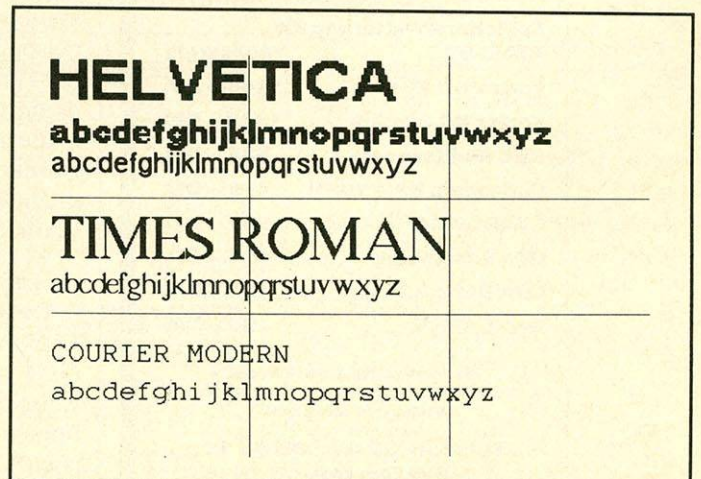 HELVETICA
abcdefghijklmnopqrstuvwxyz
abcdefghijklmnopqrstuvwxyz
TIMES ROMAN
abcdefghijklmnopqrstuvwxyz
COURIER MODERN
abcdefghijklmnopqrstuvwxyz